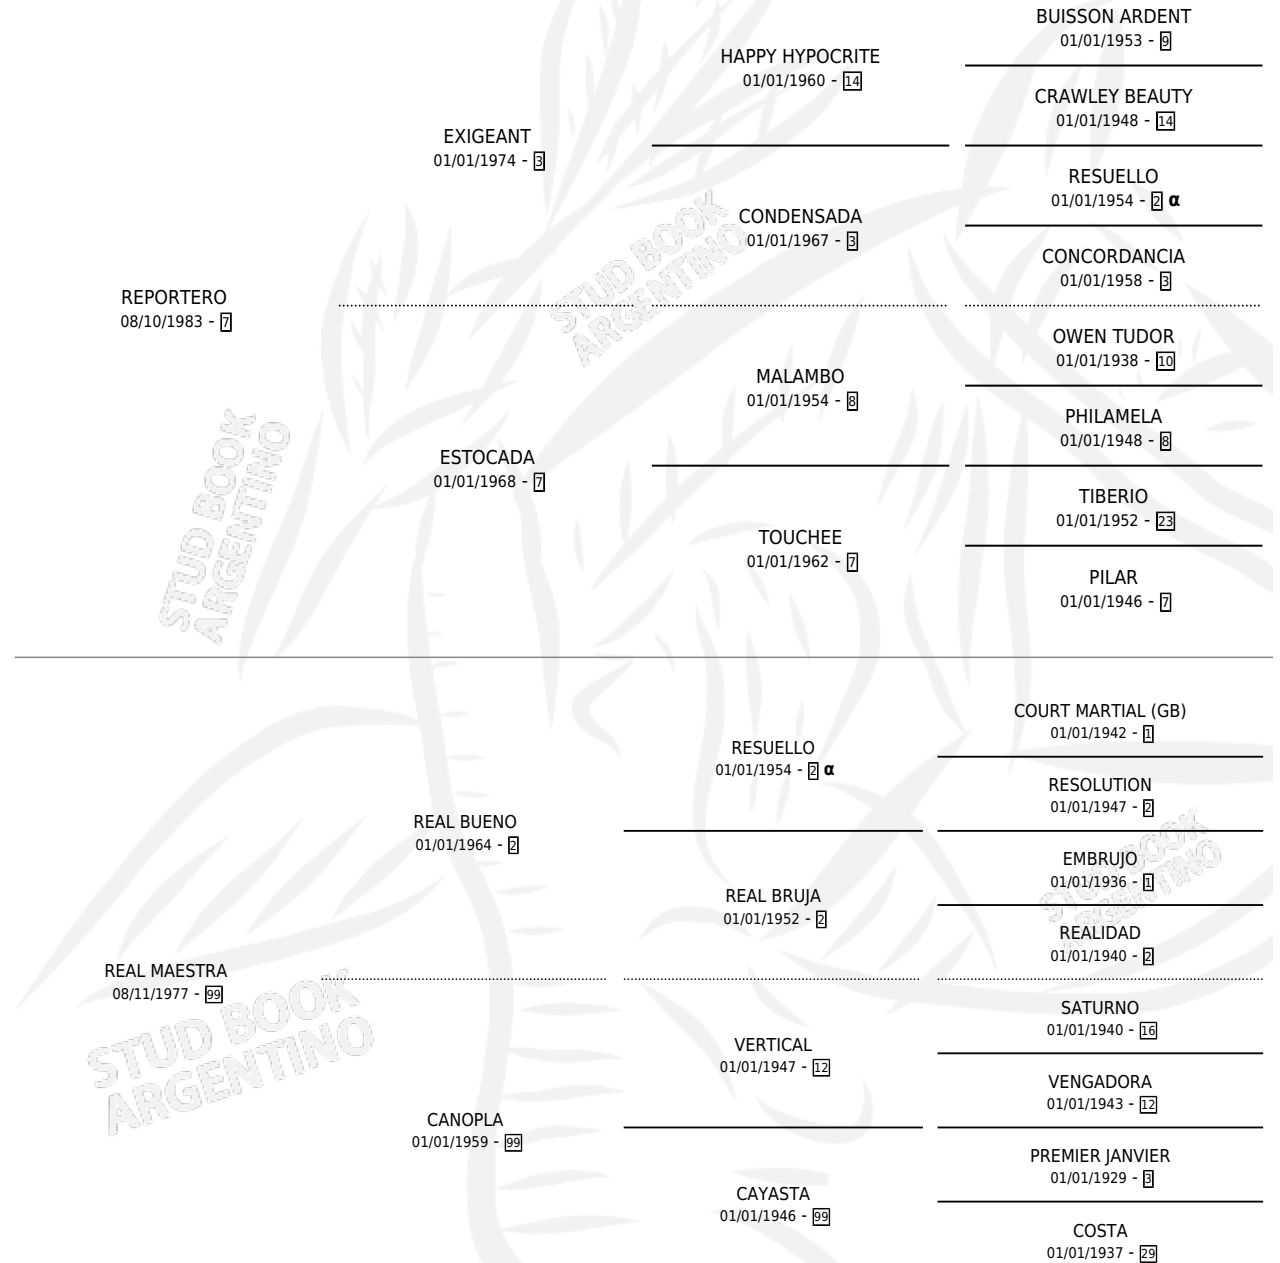 BUISSON ARDENT
01/01/1953 - 9
HAPPY HYPOCRITE
01/01/1960 - 14
CRAWLEY BEAUTY
01/01/1948 - 14
EXIGEANT
01/01/1974 - 3
RESUELLO
01/01/1954 - 2 α
CONDENSADA
01/01/1967 - 3
CONCORDANCIA
01/01/1958 - 3
REPORTERO
08/10/1983 - 7
OWEN TUDOR
01/01/1938 - 10
MALAMBO
01/01/1954 - 8
PHILAMELA
01/01/1948 - 8
ESTOCADA
01/01/1968 - 7
TIBERIO
01/01/1952 - 23
TOUCHEE
01/01/1962 - 7
PILAR
01/01/1946 - 7
STUD BOOK
ARGENTINO
STUD BOOK
ARGENTINO
COURT MARTIAL (GB)
01/01/1942 - 1
RESUELLO
01/01/1954 - 2 α
RESOLUTION
01/01/1947 - 2
REAL BUENO
01/01/1964 - 2
EMBRUJO
01/01/1936 - 1
REAL BRUJA
01/01/1952 - 2
REALIDAD
01/01/1940 - 2
REAL MAESTRA
08/11/1977 - 99
SATURNO
01/01/1940 - 16
VERTICAL
01/01/1947 - 12
VENGADORA
01/01/1943 - 12
CANOPLA
01/01/1959 - 99
PREMIER JANVIER
01/01/1929 - 3
CAYASTA
01/01/1946 - 99
COSTA
01/01/1937 - 29
STUD BOOK
ARGENTINO
STUD BOOK
ARGENTINO